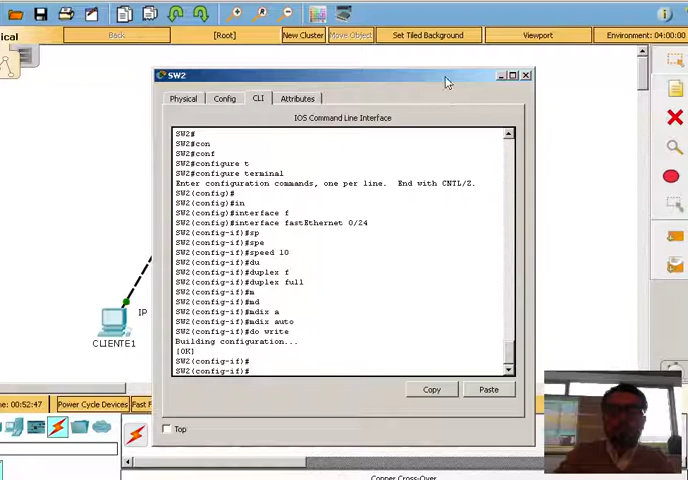 ical
Back
[Root]
New Cluster
Move Object
Set Tiled Background
Viewport
Environment: 04:00:00
SW2
Physical
Config
CLI
Attributes
IOS Command Line Interface
SW2#
SW2#con
SW2#conf
SW2#configure t
SW2#configure terminal
Enter configuration commands, one per line.  End with CNTL/Z.
SW2(config)#
SW2(config)#in
SW2(config)#interface f
SW2(config)#interface fastEthernet 0/24
SW2(config-if)#sp
SW2(config-if)#spe
SW2(config-if)#speed 10
SW2(config-if)#du
SW2(config-if)#duplex f
SW2(config-if)#duplex full
SW2(config-if)#m
SW2(config-if)#md
SW2(config-if)#mdix a
SW2(config-if)#mdix auto
SW2(config-if)#do write
Building configuration...
[OK]
SW2(config-if)#
SW2(config-if)#
Copy
Paste
Top
IP
CLIENTE1
me: 00:52:47
Power Cycle Devices
Fast F
Copper Cross-Over